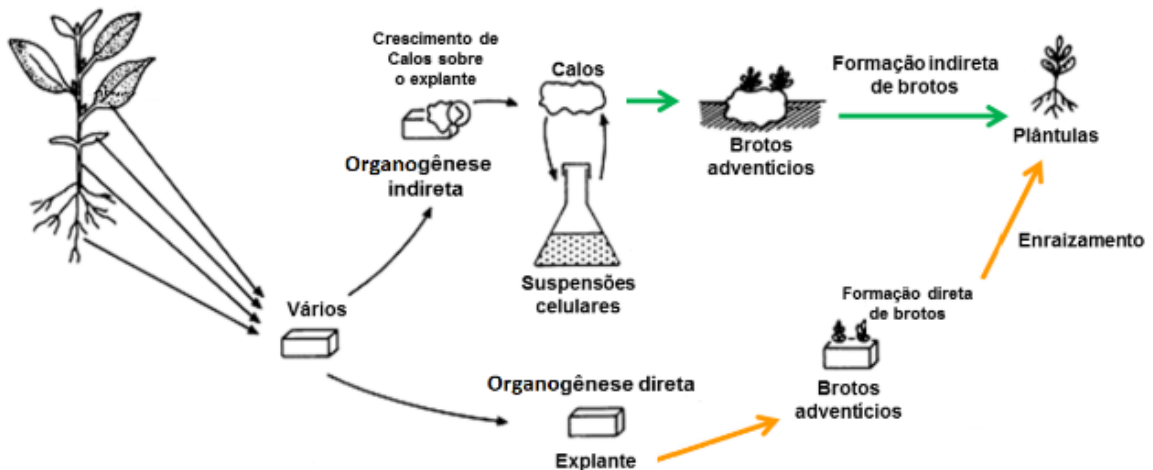 Crescimento de
Calos sobre
o explante
Organogênese
indireta
Calos
Suspensões
celulares
Brotos
adventícios
Formação indireta
de brotos
Plântulas
Vários
Organogênese direta
Explante
Formação direta
de brotos
Brotos
adventícios
Enraizamento